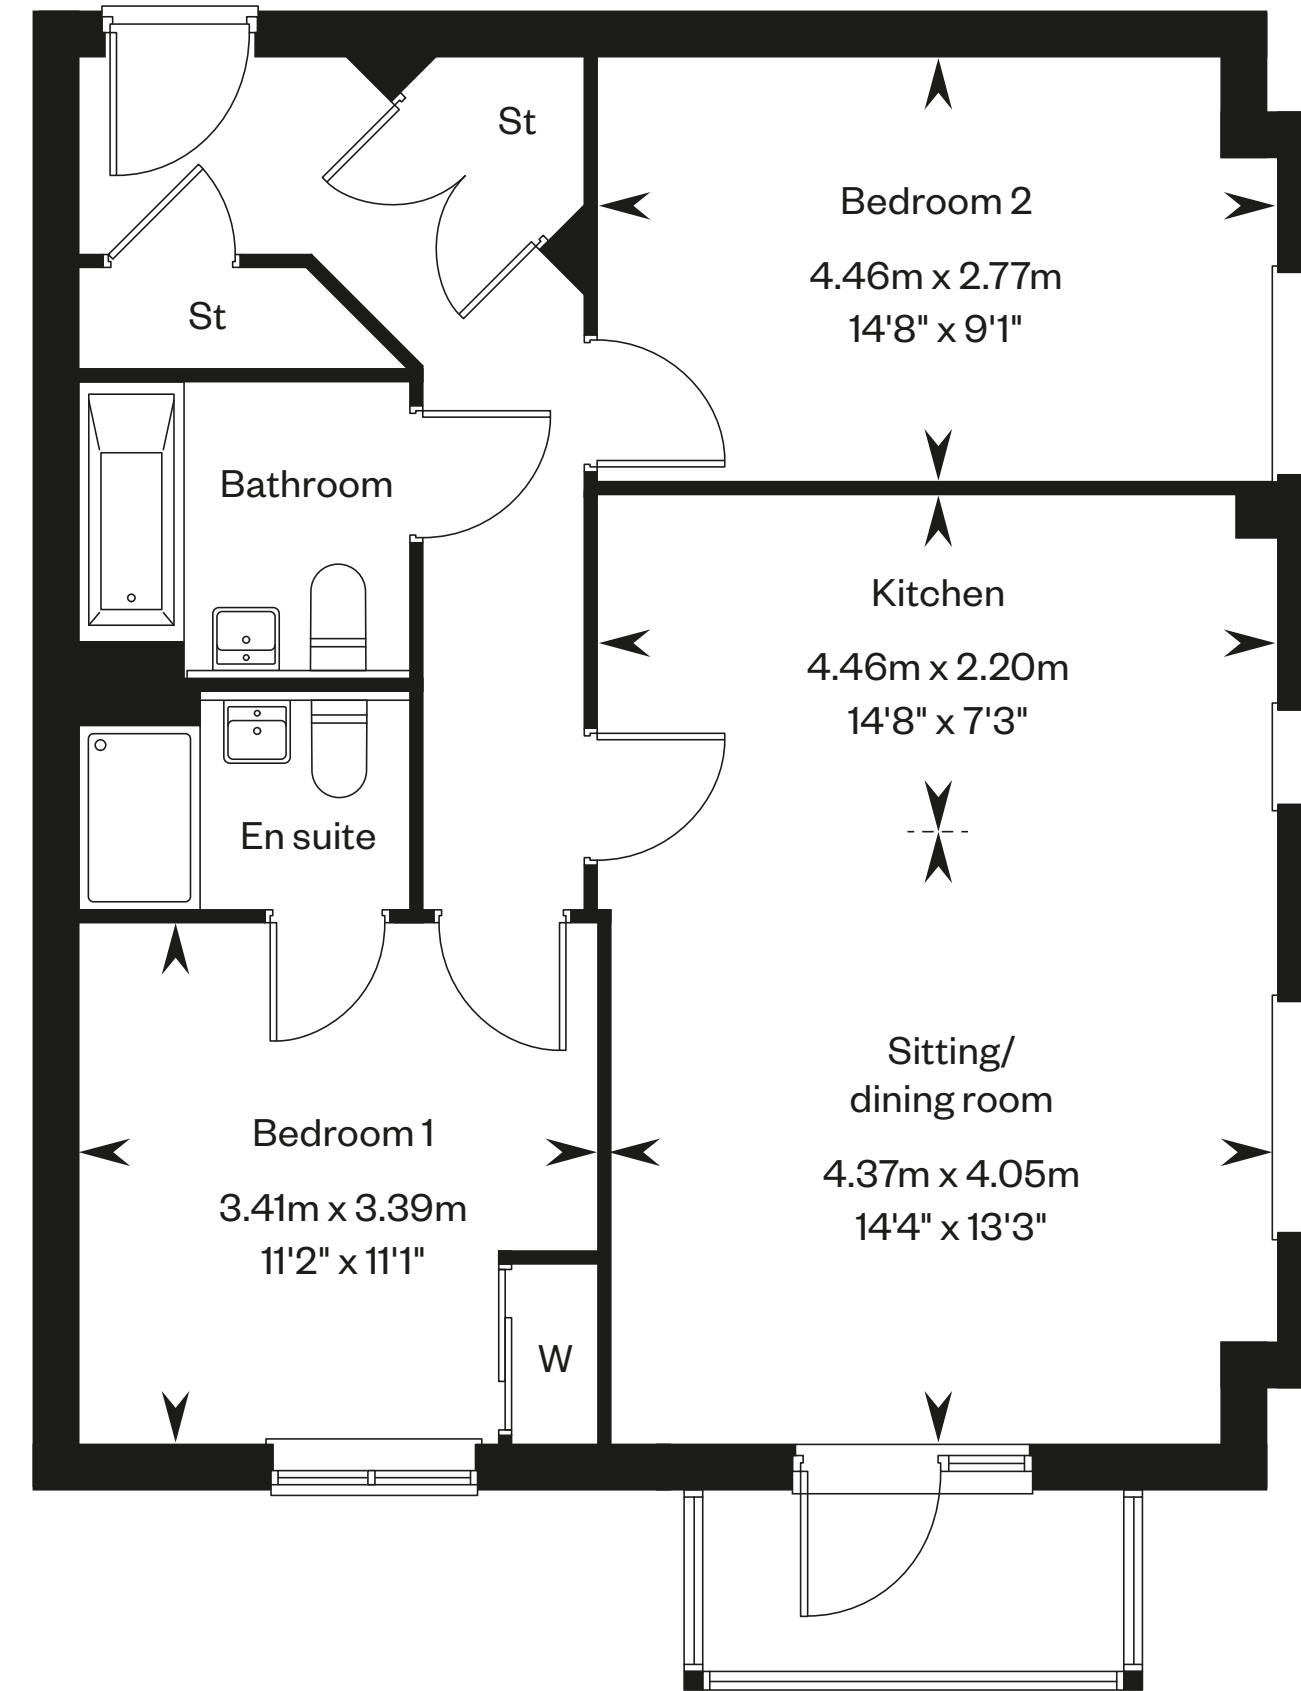 St
Bedroom 2
4.46m x 2.77m
14'8" x 9'1"
St
Bathroom
Kitchen
4.46m x 2.20m
14'8" x 7'3"
En suite
Sitting/
dining room
4.37m x 4.05m
14'4" x 13'3"
Bedroom 1
3.41m x 3.39m
11'2" x 11'1"
W